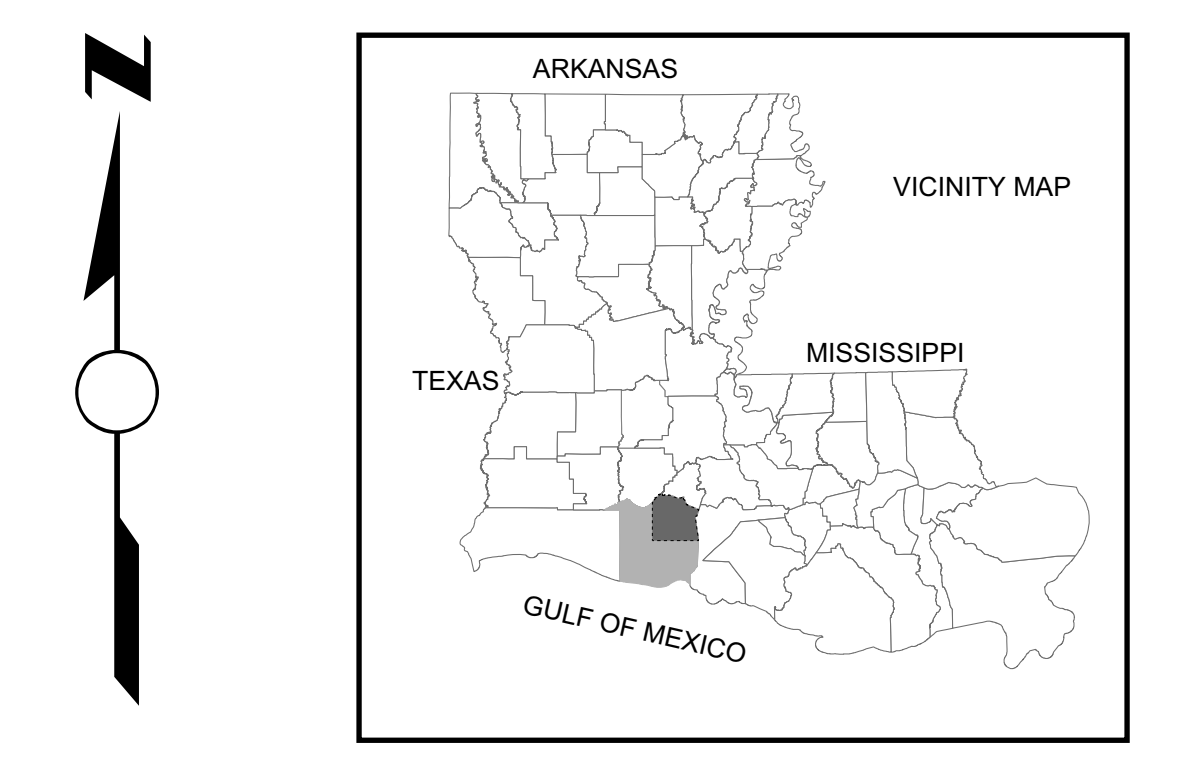 N
ARKANSAS
VICINITY MAP
MISSISSIPPI
TEXAS
GULF OF MEXICO